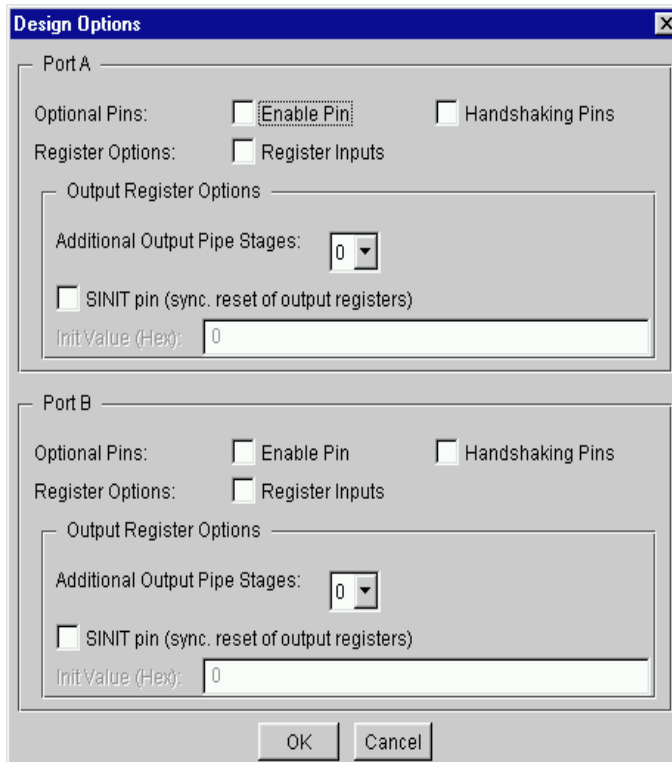 Design Options
Port A
Optional Pins: Enable Pin Handshaking Pins
Register Options: Register Inputs
Output Register Options
Additional Output Pipe Stages: 0
SINIT pin (sync. reset of output registers)
Init Value (Hex): 0
Port B
Optional Pins: Enable Pin Handshaking Pins
Register Options: Register Inputs
Output Register Options
Additional Output Pipe Stages: 0
SINIT pin (sync. reset of output registers)
Init Value (Hex): 0
OK Cancel